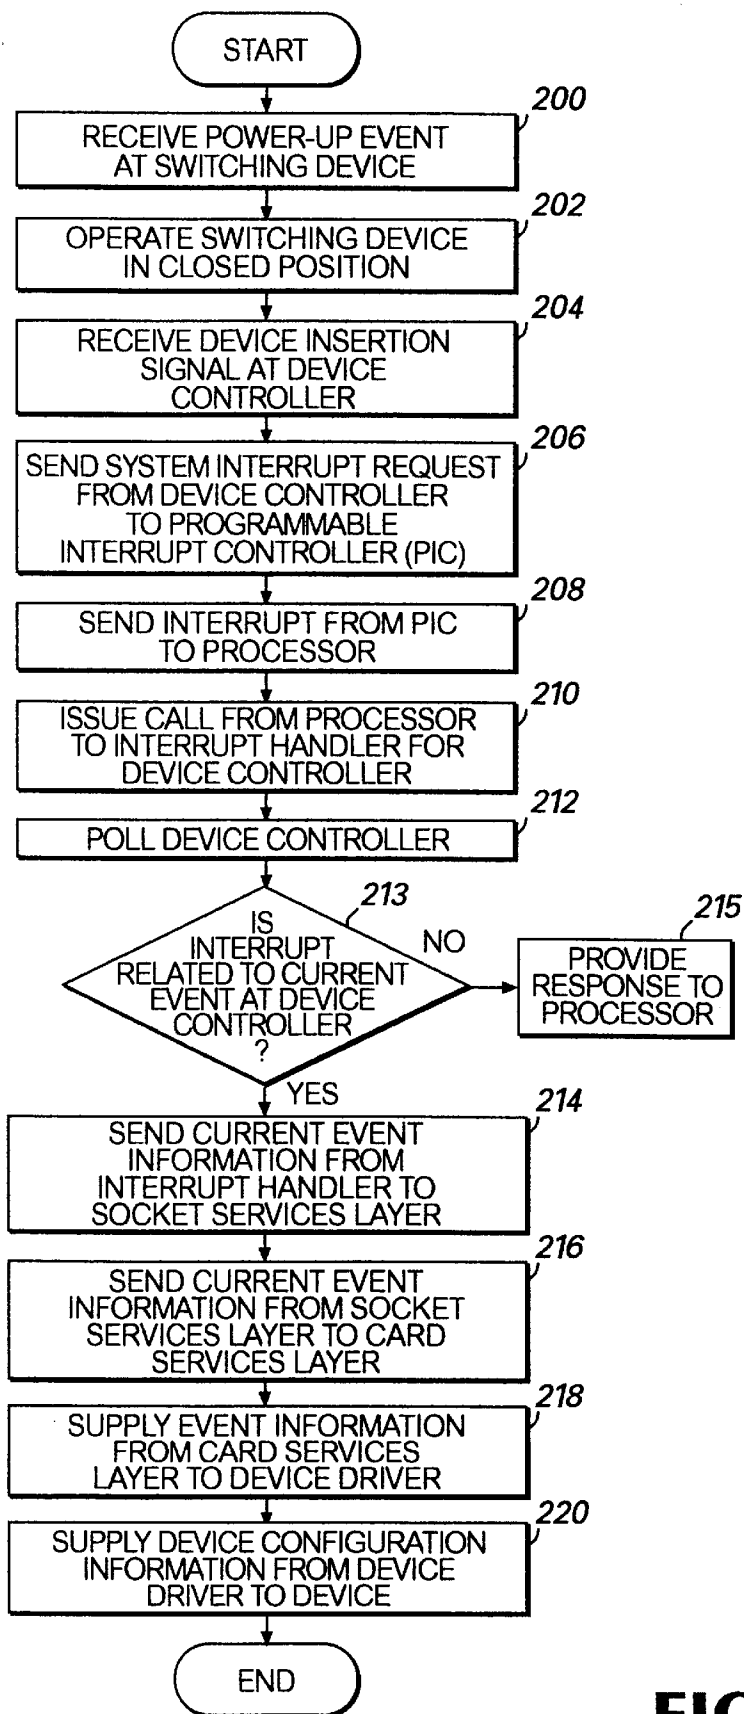 START
200
RECEIVE POWER-UP EVENT
AT SWITCHING DEVICE
202
OPERATE SWITCHING DEVICE
IN CLOSED POSITION
204
RECEIVE DEVICE INSERTION
SIGNAL AT DEVICE
CONTROLLER
206
SEND SYSTEM INTERRUPT REQUEST
FROM DEVICE CONTROLLER
TO PROGRAMMABLE
INTERRUPT CONTROLLER (PIC)
208
SEND INTERRUPT FROM PIC
TO PROCESSOR
210
ISSUE CALL FROM PROCESSOR
TO INTERRUPT HANDLER FOR
DEVICE CONTROLLER
212
POLL DEVICE CONTROLLER
213
IS
INTERRUPT
RELATED TO CURRENT
EVENT AT DEVICE
CONTROLLER
?
NO
215
PROVIDE
RESPONSE TO
PROCESSOR
YES
214
SEND CURRENT EVENT
INFORMATION FROM
INTERRUPT HANDLER TO
SOCKET SERVICES LAYER
216
SEND CURRENT EVENT
INFORMATION FROM SOCKET
SERVICES LAYER TO CARD
SERVICES LAYER
218
SUPPLY EVENT INFORMATION
FROM CARD SERVICES
LAYER TO DEVICE DRIVER
220
SUPPLY DEVICE CONFIGURATION
INFORMATION FROM DEVICE
DRIVER TO DEVICE
END